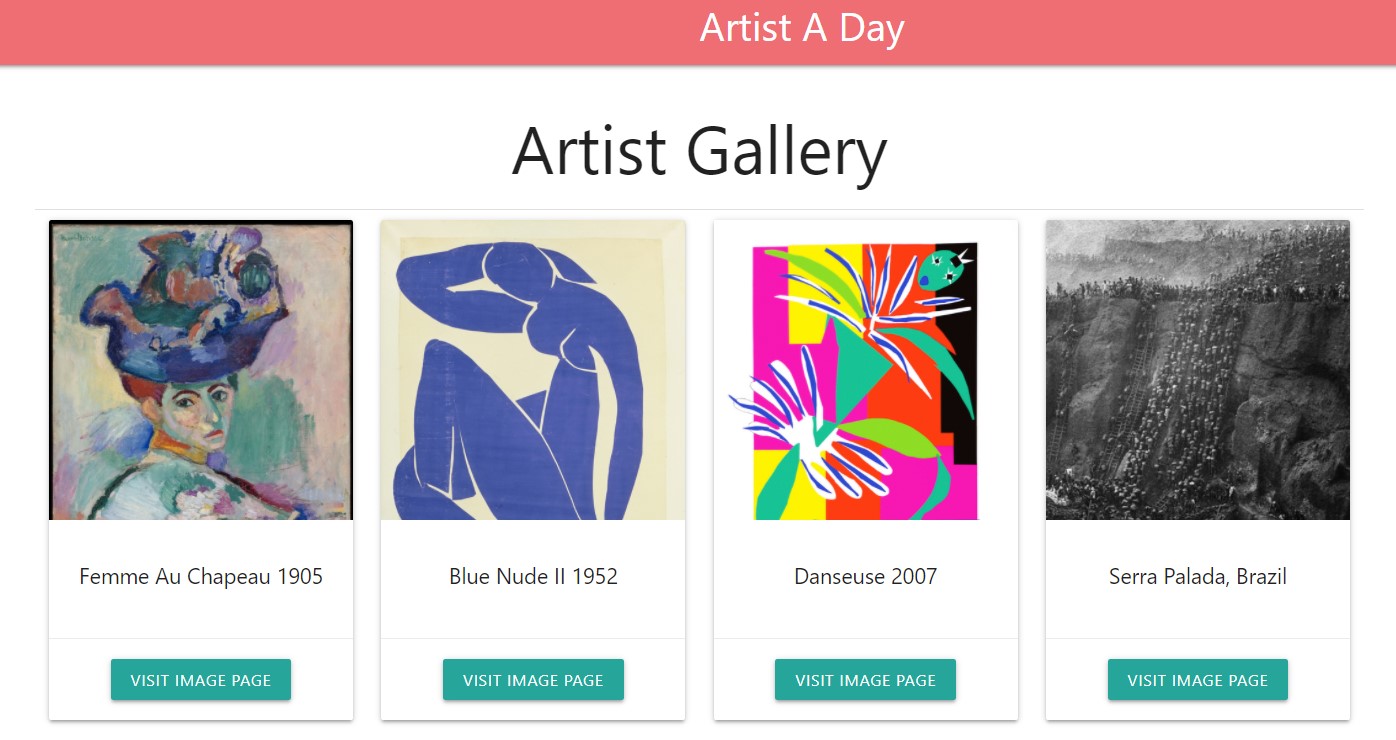 Artist A Day
Artist Gallery
Femme Au Chapeau 1905
Blue Nude II 1952
Danseuse 2007
Serra Palada, Brazil
VISIT IMAGE PAGE
VISIT IMAGE PAGE
VISIT IMAGE PAGE
VISIT IMAGE PAGE